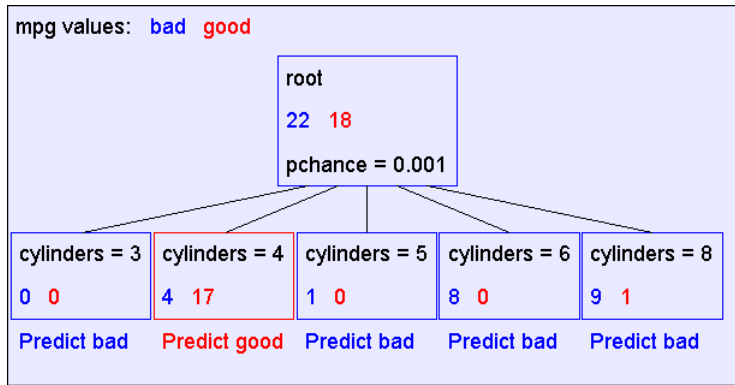 mpg values: bad good
root
22 18
pchance = 0.001
cylinders = 3 cylinders = 4 cylinders = 5 cylinders = 6 cylinders = 8
0 0 4 17 1 0 8 0 9 1
Predict bad Predict good Predict bad Predict bad Predict bad